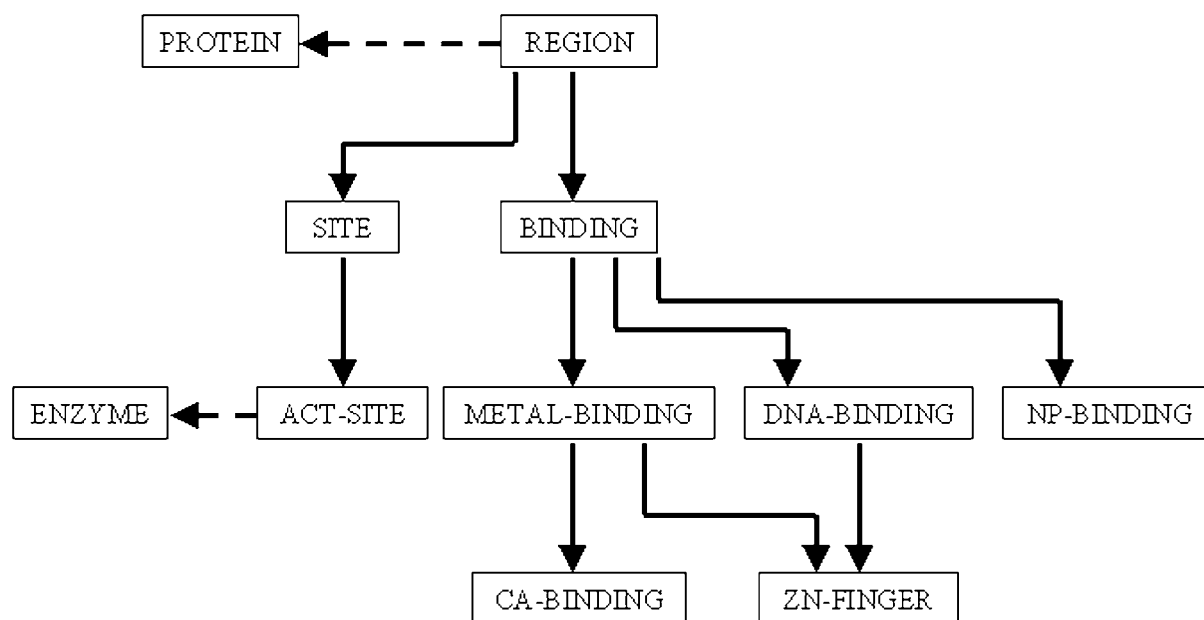 PROTEIN
REGION
SITE
BINDING
ENZYME
ACT-SITE
METAL-BINDING
DNA-BINDING
NP-BINDING
CA-BINDING
ZN-FINGER